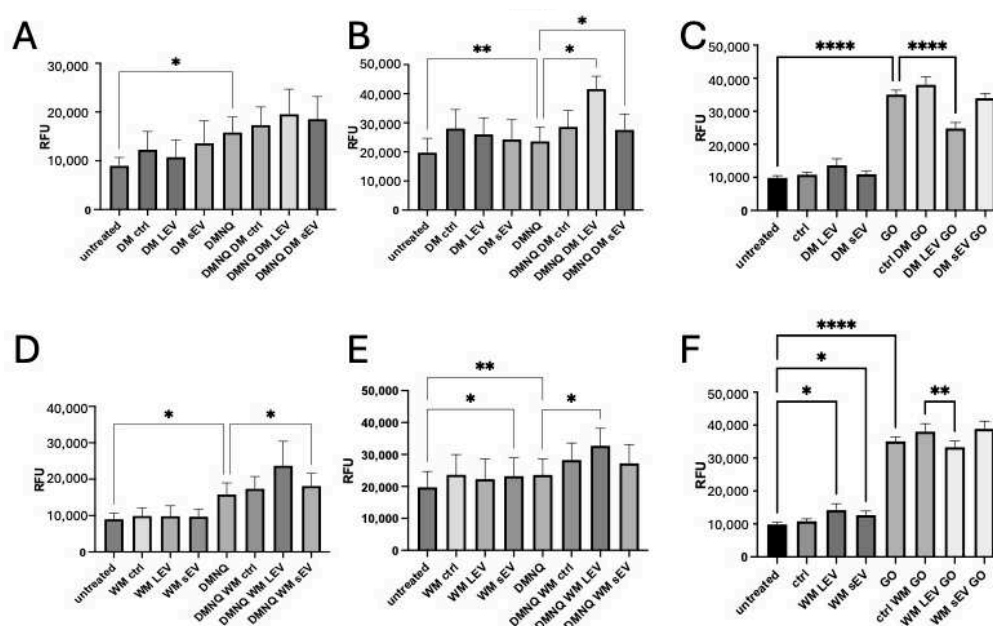 A
RFU
30,000
20,000
10,000
0
*
untreated
DM ctrl
DM LEV
DM sEV
DMNQ
DMNQ DM ctrl
DMNQ DM LEV
DMNQ DM sEV
B
RFU
50,000
40,000
30,000
20,000
10,000
0
**
*
*
untreated
DM ctrl
DM LEV
DM sEV
DMNQ
DMNQ DM ctrl
DMNQ DM LEV
DMNQ DM sEV
C
RFU
50,000
40,000
30,000
20,000
10,000
0
****
****
untreated
ctrl
DM LEV
DM sEV
GO
ctrl DM GO
DM LEV GO
DM sEV GO
D
RFU
40,000
30,000
20,000
10,000
0
*
*
untreated
WM ctrl
WM LEV
WM sEV
DMNQ
DMNQ WM ctrl
DMNQ WM LEV
DMNQ WM sEV
E
RFU
50,000
40,000
30,000
20,000
10,000
0
**
*
*
untreated
WM ctrl
WM LEV
WM sEV
DMNQ
DMNQ WM ctrl
DMNQ WM LEV
DMNQ WM sEV
F
RFU
50,000
40,000
30,000
20,000
10,000
0
****
*
*
**
untreated
ctrl
WM LEV
WM sEV
GO
ctrl WM GO
WM LEV GO
WM sEV GO